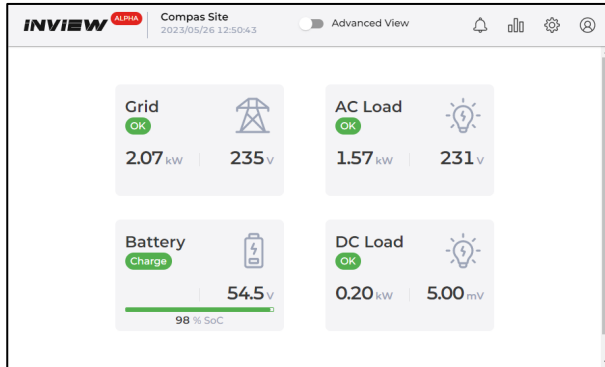 INVIEW ALPHA Compas Site Advanced View
2023/05/26 12:50:43
Grid
OK
2.07 kW 235 V
AC Load
OK
1.57 kW 231 V
Battery
Charge
54.5 V
98 % SoC
DC Load
OK
0.20 kW 5.00 mV